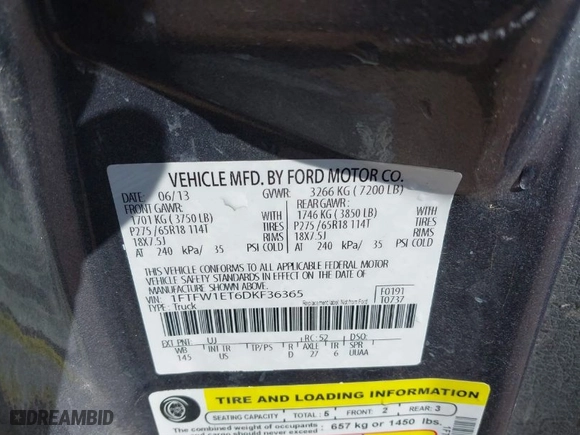 VEHICLE MFD. BY FORD MOTOR CO.
DATE: 06/13 GVWR: 3266 KG ( 7200 LB)
FRONT GAWR: REAR GAWR:
1701 KG ( 3750 LB) WITH 1746 KG ( 3850 LB) WITH
P275 /65R18 114T TIRES P275 /65R18 114T TIRES
18X7.5J RIMS 18X7.5J RIMS
AT 240 kPa/ 35 PSI COLD AT 240 kPa/ 35 PSI COLD
THIS VEHICLE CONFORMS TO ALL APPLICABLE FEDERAL MOTOR
VEHICLE SAFETY STANDARDS IN EFFECT ON THE DATE OF
MANUFACTURE SHOWN ABOVE.
VIN: 1FTFW1ET6DKF36365 F0191
TYPE: Truck Replacement label. Not from Ford. T0737
EXT PNT: UJ RC: 52 DSO:
WB TP/PS R AXLE TR SPR
145 US D 27 6 UUAA
TIRE AND LOADING INFORMATION
SEATING CAPACITY TOTAL: 5 FRONT: 2 REAR: 3
657 kg or 1450 lbs.
DREAMBID